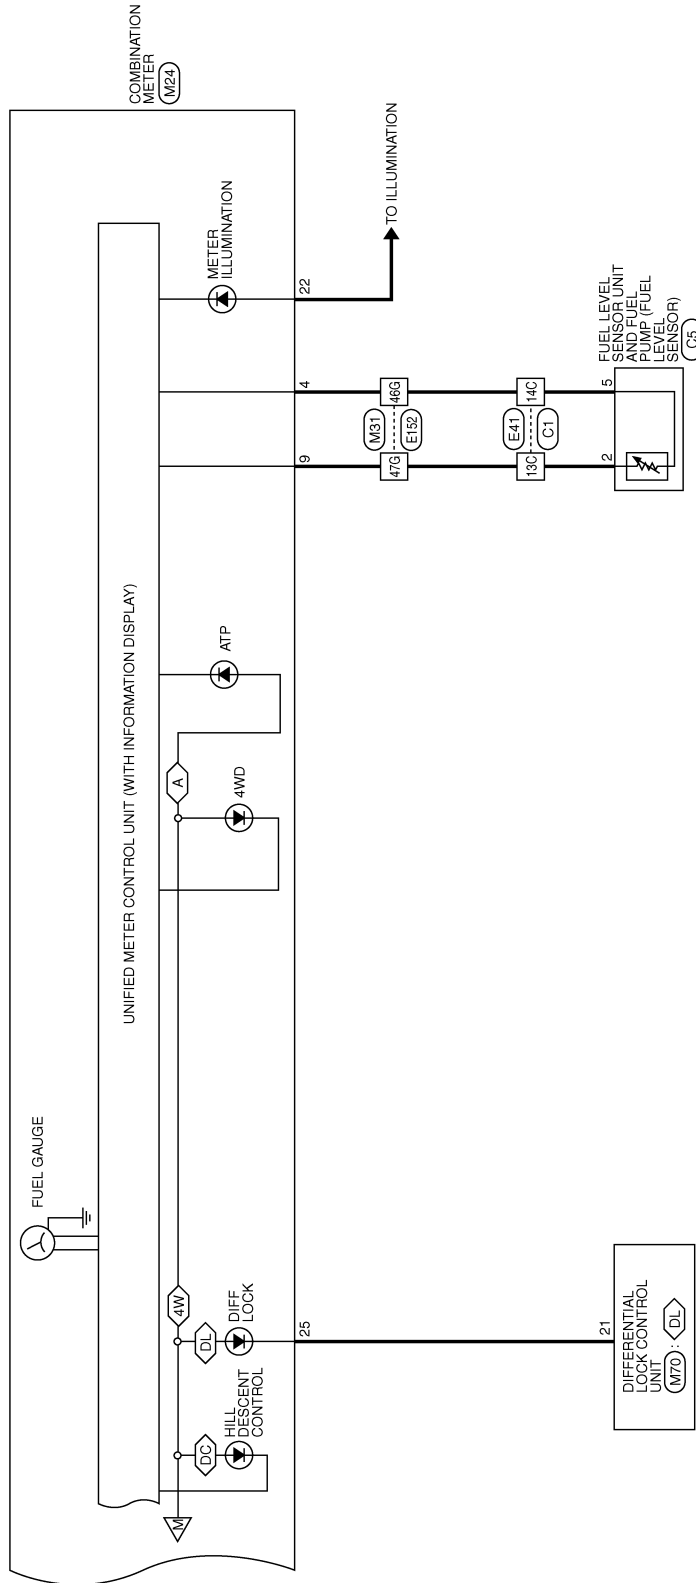 COMBINATION
METER
M24
FUEL GAUGE
UNIFIED METER CONTROL UNIT (WITH INFORMATION DISPLAY)
M
DC
HILL
DESCENT
CONTROL
4W
DL
DIFF
LOCK
A
4WD
ATP
METER
ILLUMINATION
25
9
4
22
TO ILLUMINATION
47G
M31
E152
46G
13C
E41
C1
14C
21
2
5
DIFFERENTIAL
LOCK CONTROL
UNIT
M70 : DL
FUEL LEVEL
SENSOR UNIT
AND FUEL
PUMP (FUEL
LEVEL
SENSOR)
C5